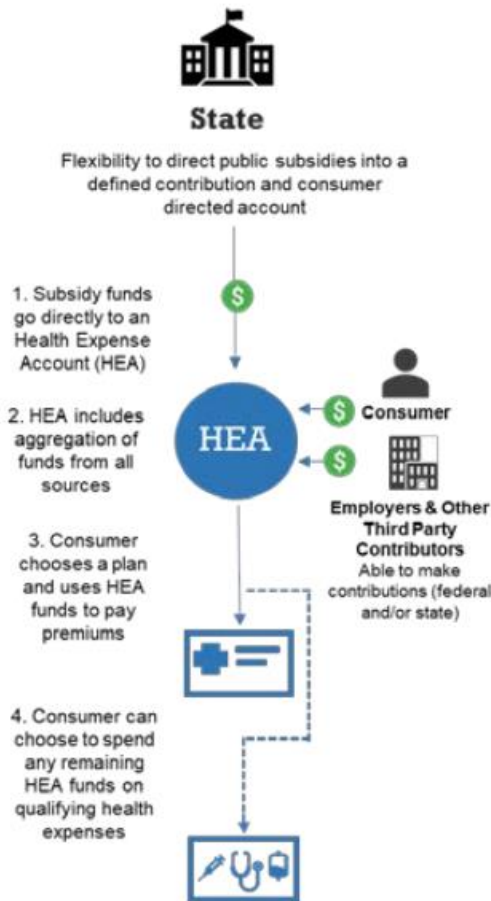 State
Flexibility to direct public subsidies into a
defined contribution and consumer
directed account
$
1. Subsidy funds
go directly to an
Health Expense
Account (HEA)
2. HEA includes
aggregation of
funds from all
sources
HEA
$
Consumer
$
Employers & Other
Third Party
Contributors
Able to make
contributions (federal
and/or state)
3. Consumer
chooses a plan
and uses HEA
funds to pay
premiums
4. Consumer can
choose to spend
any remaining
HEA funds on
qualifying health
expenses